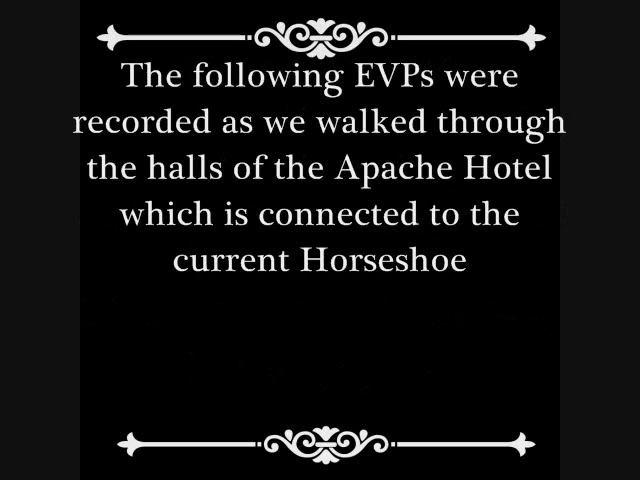 The following EVPs were
recorded as we walked through
the halls of the Apache Hotel
which is connected to the
current Horseshoe